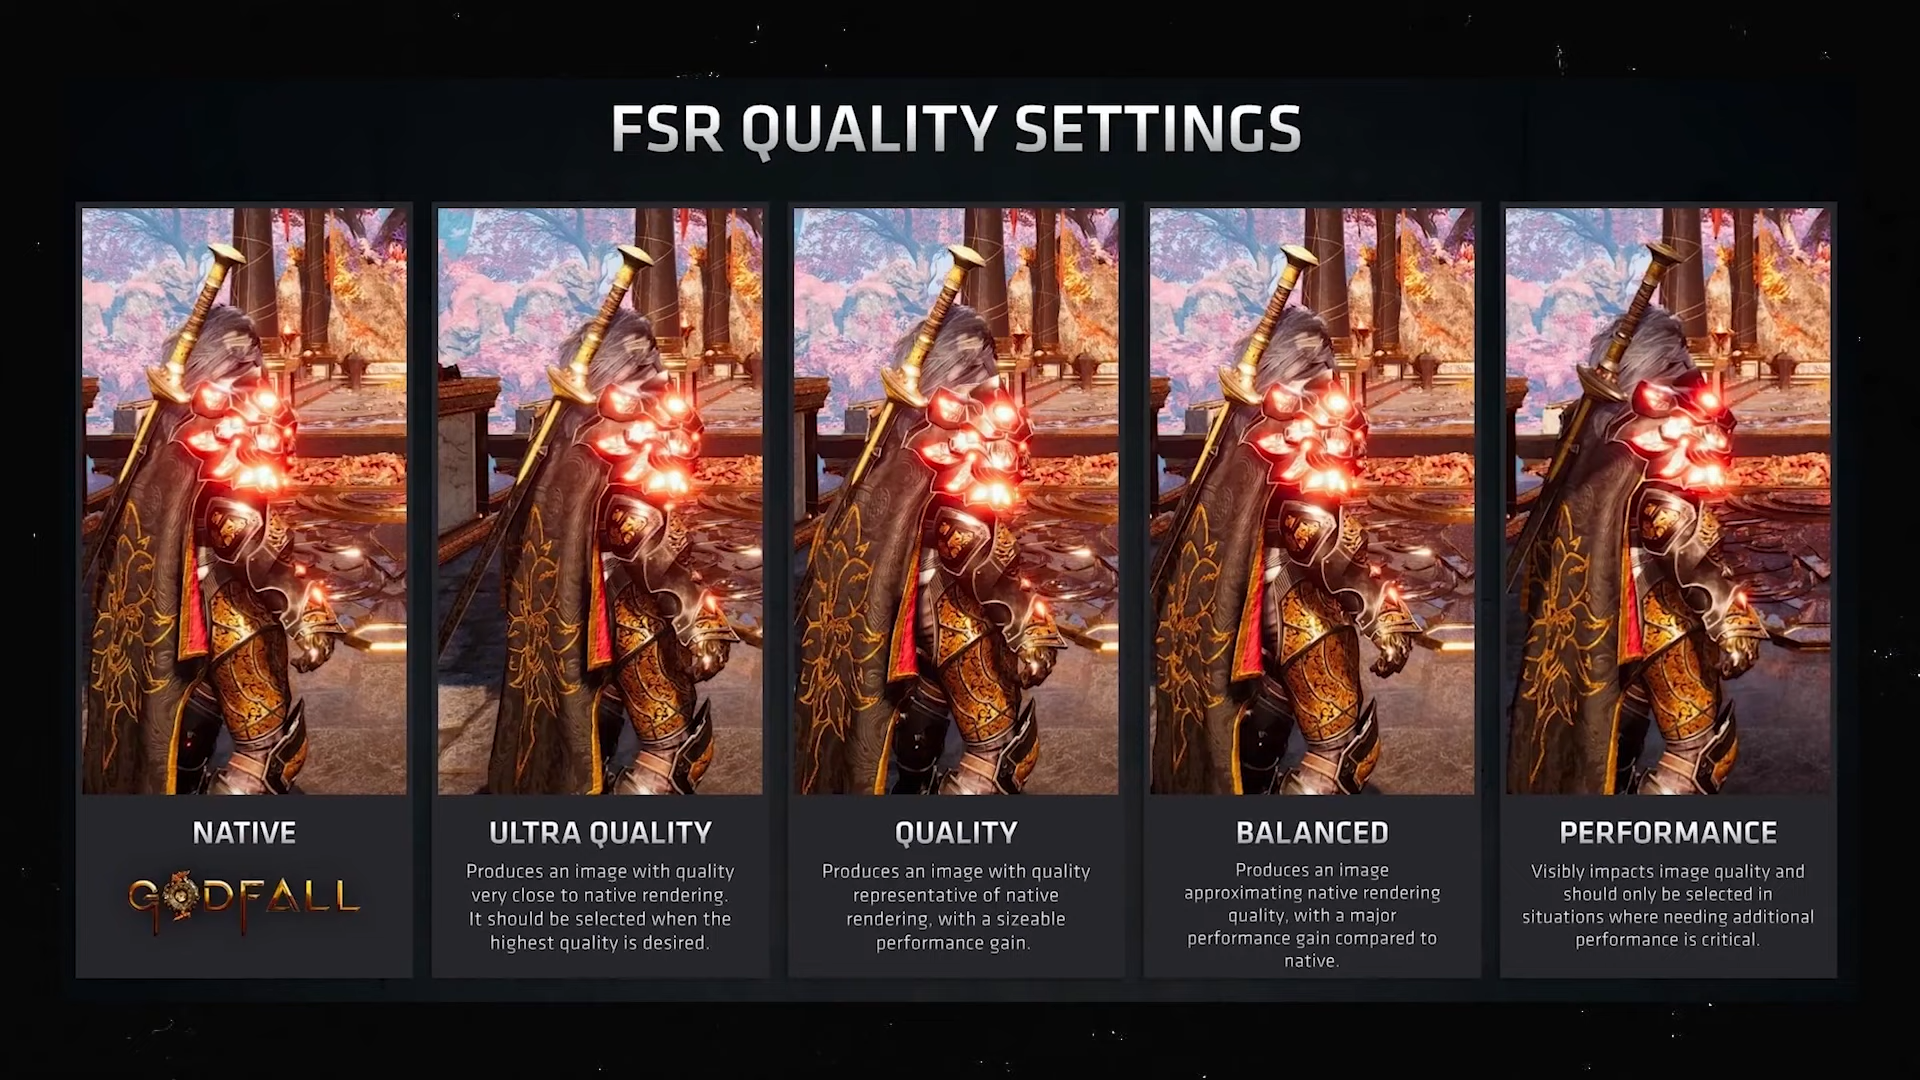 FSR QUALITY SETTINGS
NATIVE
GODFALL
ULTRA QUALITY
Produces an image with quality
very close to native rendering.
It should be selected when the
highest quality is desired.
QUALITY
Produces an image with quality
representative of native
rendering, with a sizeable
performance gain.
BALANCED
Produces an image
approximating native rendering
quality, with a major
performance gain compared to
native.
PERFORMANCE
Visibly impacts image quality and
should only be selected in
situations where needing additional
performance is critical.